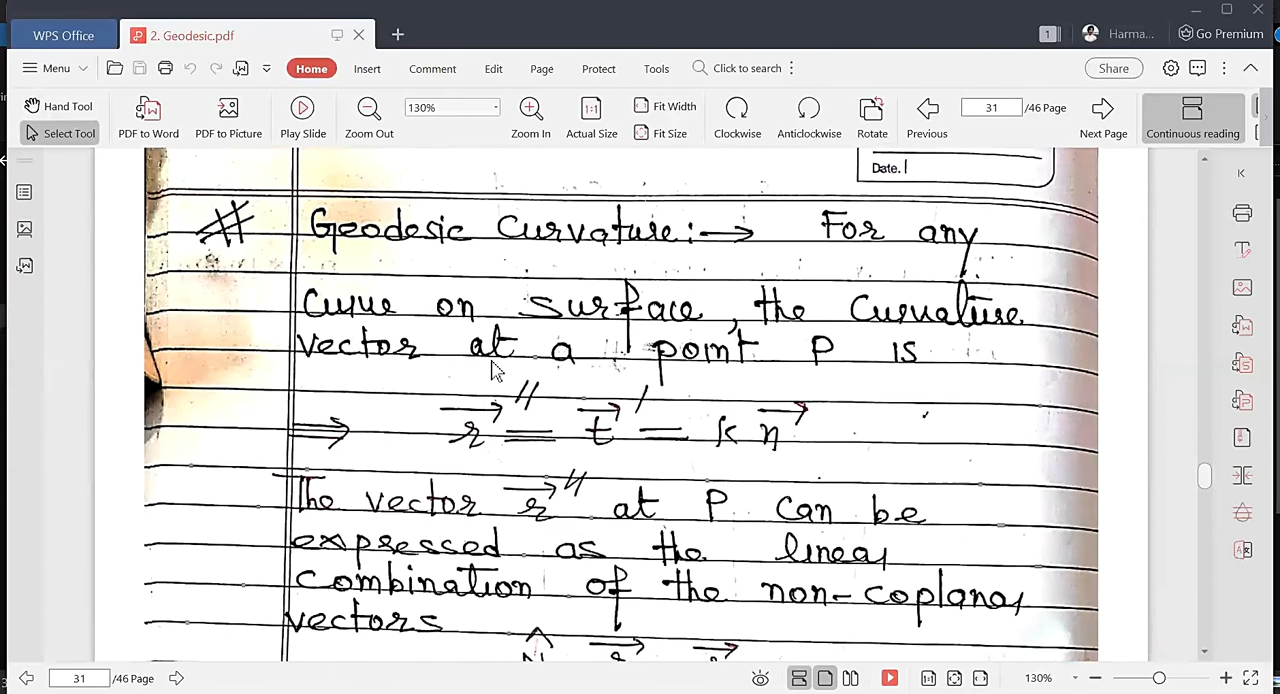 WPS Office
2. Geodesic.pdf
1
Harma...
Go Premium
Menu
Home
Insert
Comment
Edit
Page
Protect
Tools
Click to search
Share
Hand Tool
Select Tool
PDF to Word
PDF to Picture
Play Slide
Zoom Out
130%
Zoom In
1:1
Actual Size
Fit Width
Fit Size
Clockwise
Anticlockwise
Rotate
Previous
31 /46 Page
Next Page
Continuous reading
Date.
Geodesic Curvature:→ For any
Curve on surface, the Curvature
vector at a point P is
⇒ r⃗″ = t⃗′ = k n⃗
The vector r⃗″ at P can be
expressed as the linear
combination of the non-coplanar
vectors
31 /46 Page
130%